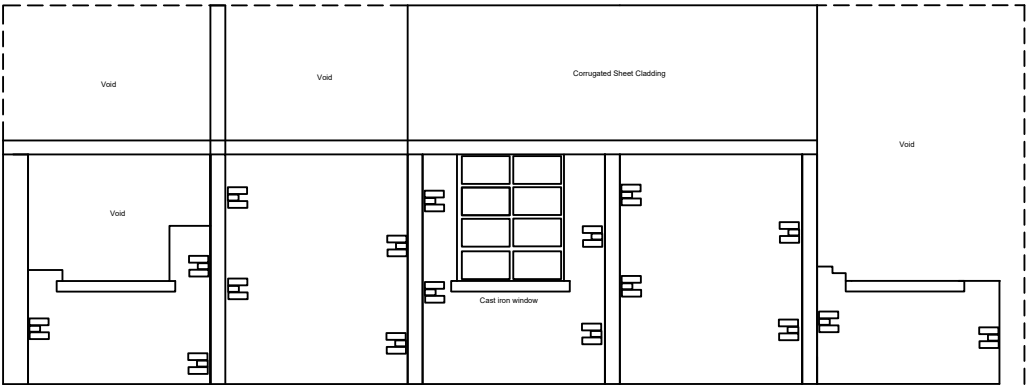 Void
Void
Corrugated Sheet Cladding
Void
Void
Cast iron window